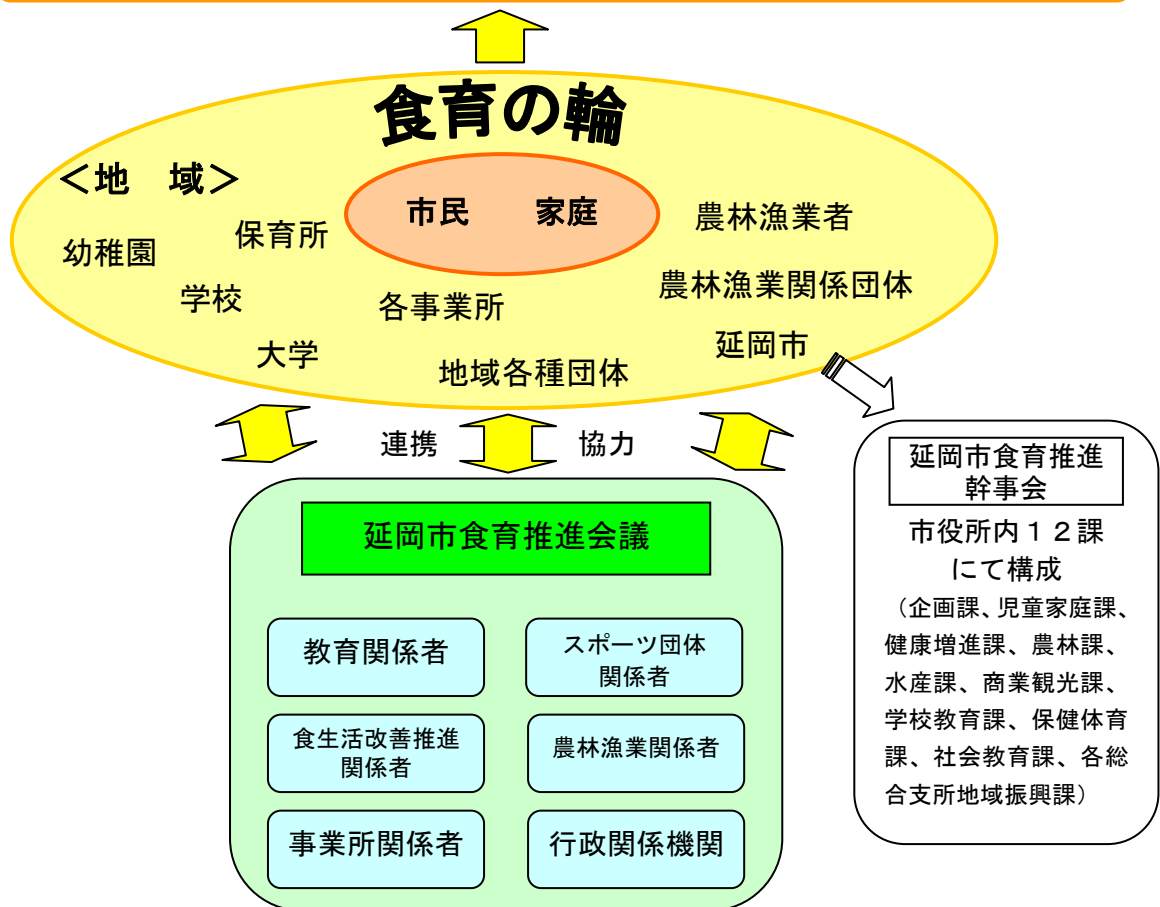 食育の輪
＜地　域＞
市民　　家庭
保育所
農林漁業者
幼稚園
学校
各事業所
農林漁業関係団体
大学
地域各種団体
延岡市
連携
協力
延岡市食育推進会議
教育関係者
スポーツ団体
関係者
食生活改善推進
関係者
農林漁業関係者
事業所関係者
行政関係機関
延岡市食育推進
幹事会
市役所内１２課
にて構成
（企画課、児童家庭課、
健康増進課、農林課、
水産課、商業観光課、
学校教育課、保健体育
課、社会教育課、各総
合支所地域振興課）